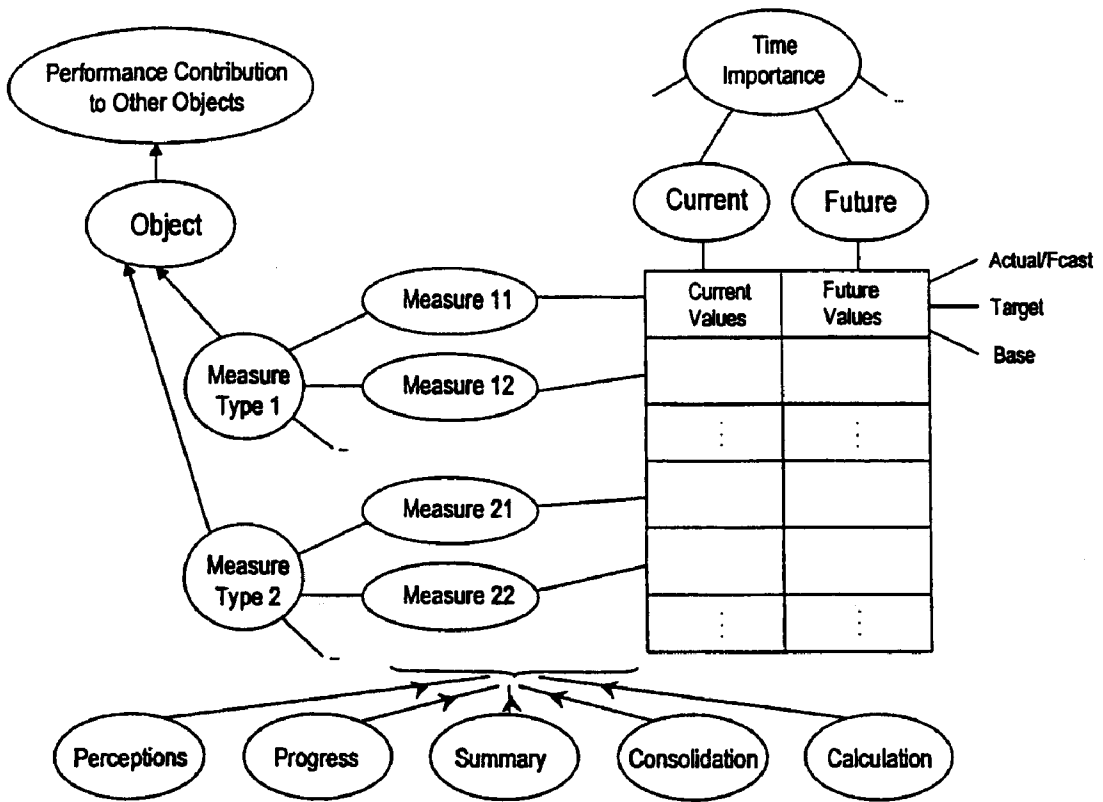 Performance Contribution
to Other Objects
Time
Importance
...
Object
Current
Future
Actual/Fcast
Target
Base
Current
Values
Future
Values
Measure 11
Measure 12
Measure
Type 1
...
Measure 21
Measure 22
Measure
Type 2
...
Perceptions
Progress
Summary
Consolidation
Calculation